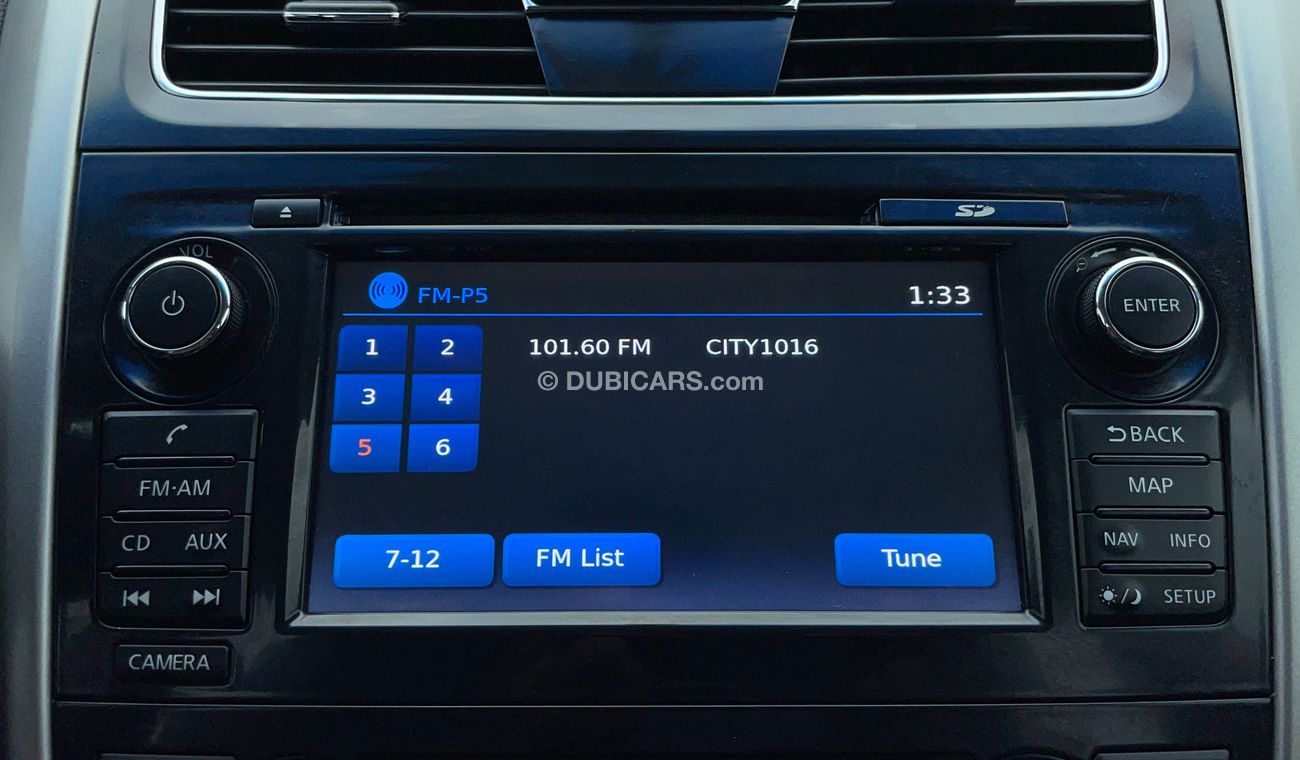 VOL
SD
FM-P5
1:33
ENTER
1 2
101.60 FM CITY1016
© DUBICARS.com
3 4
5 6
7-12 FM List Tune
FM·AM
CD AUX
CAMERA
BACK
MAP
NAV INFO
SETUP